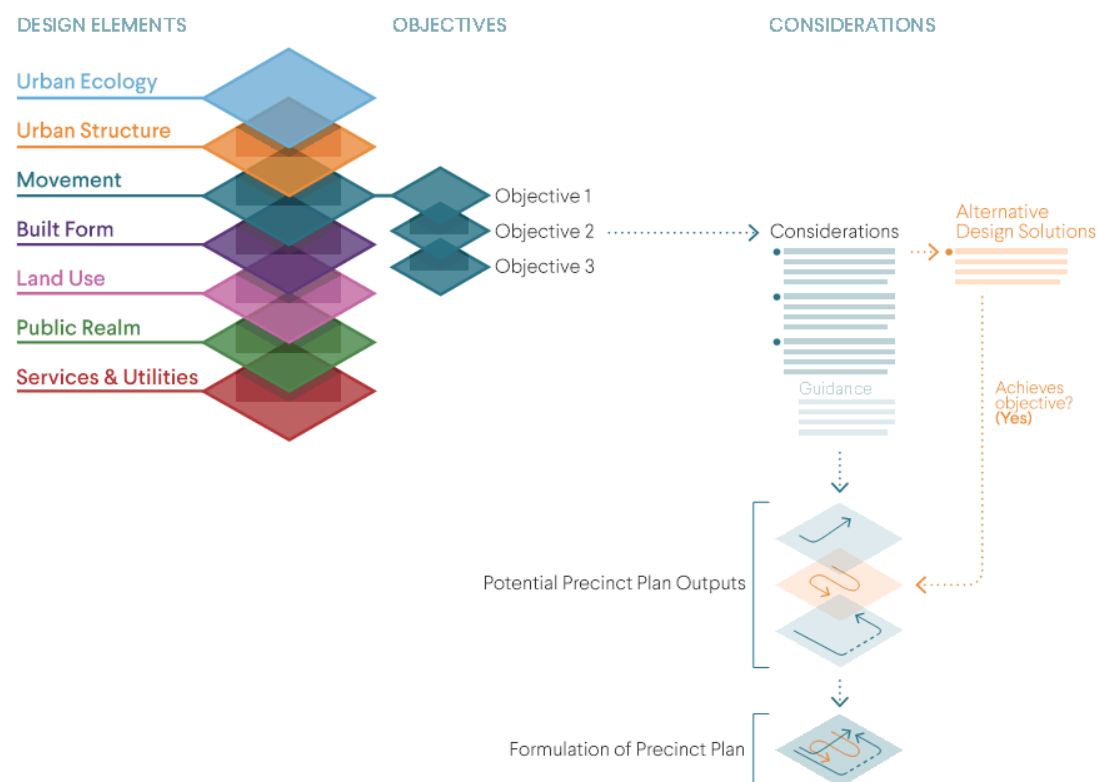 DESIGN ELEMENTS
OBJECTIVES
CONSIDERATIONS
Urban Ecology
Urban Structure
Movement
Built Form
Land Use
Public Realm
Services & Utilities
Objective 1
Objective 2
Objective 3
Considerations
Guidance
Alternative
Design Solutions
Achieves
objective?
(Yes)
Potential Precinct Plan Outputs
Formulation of Precinct Plan